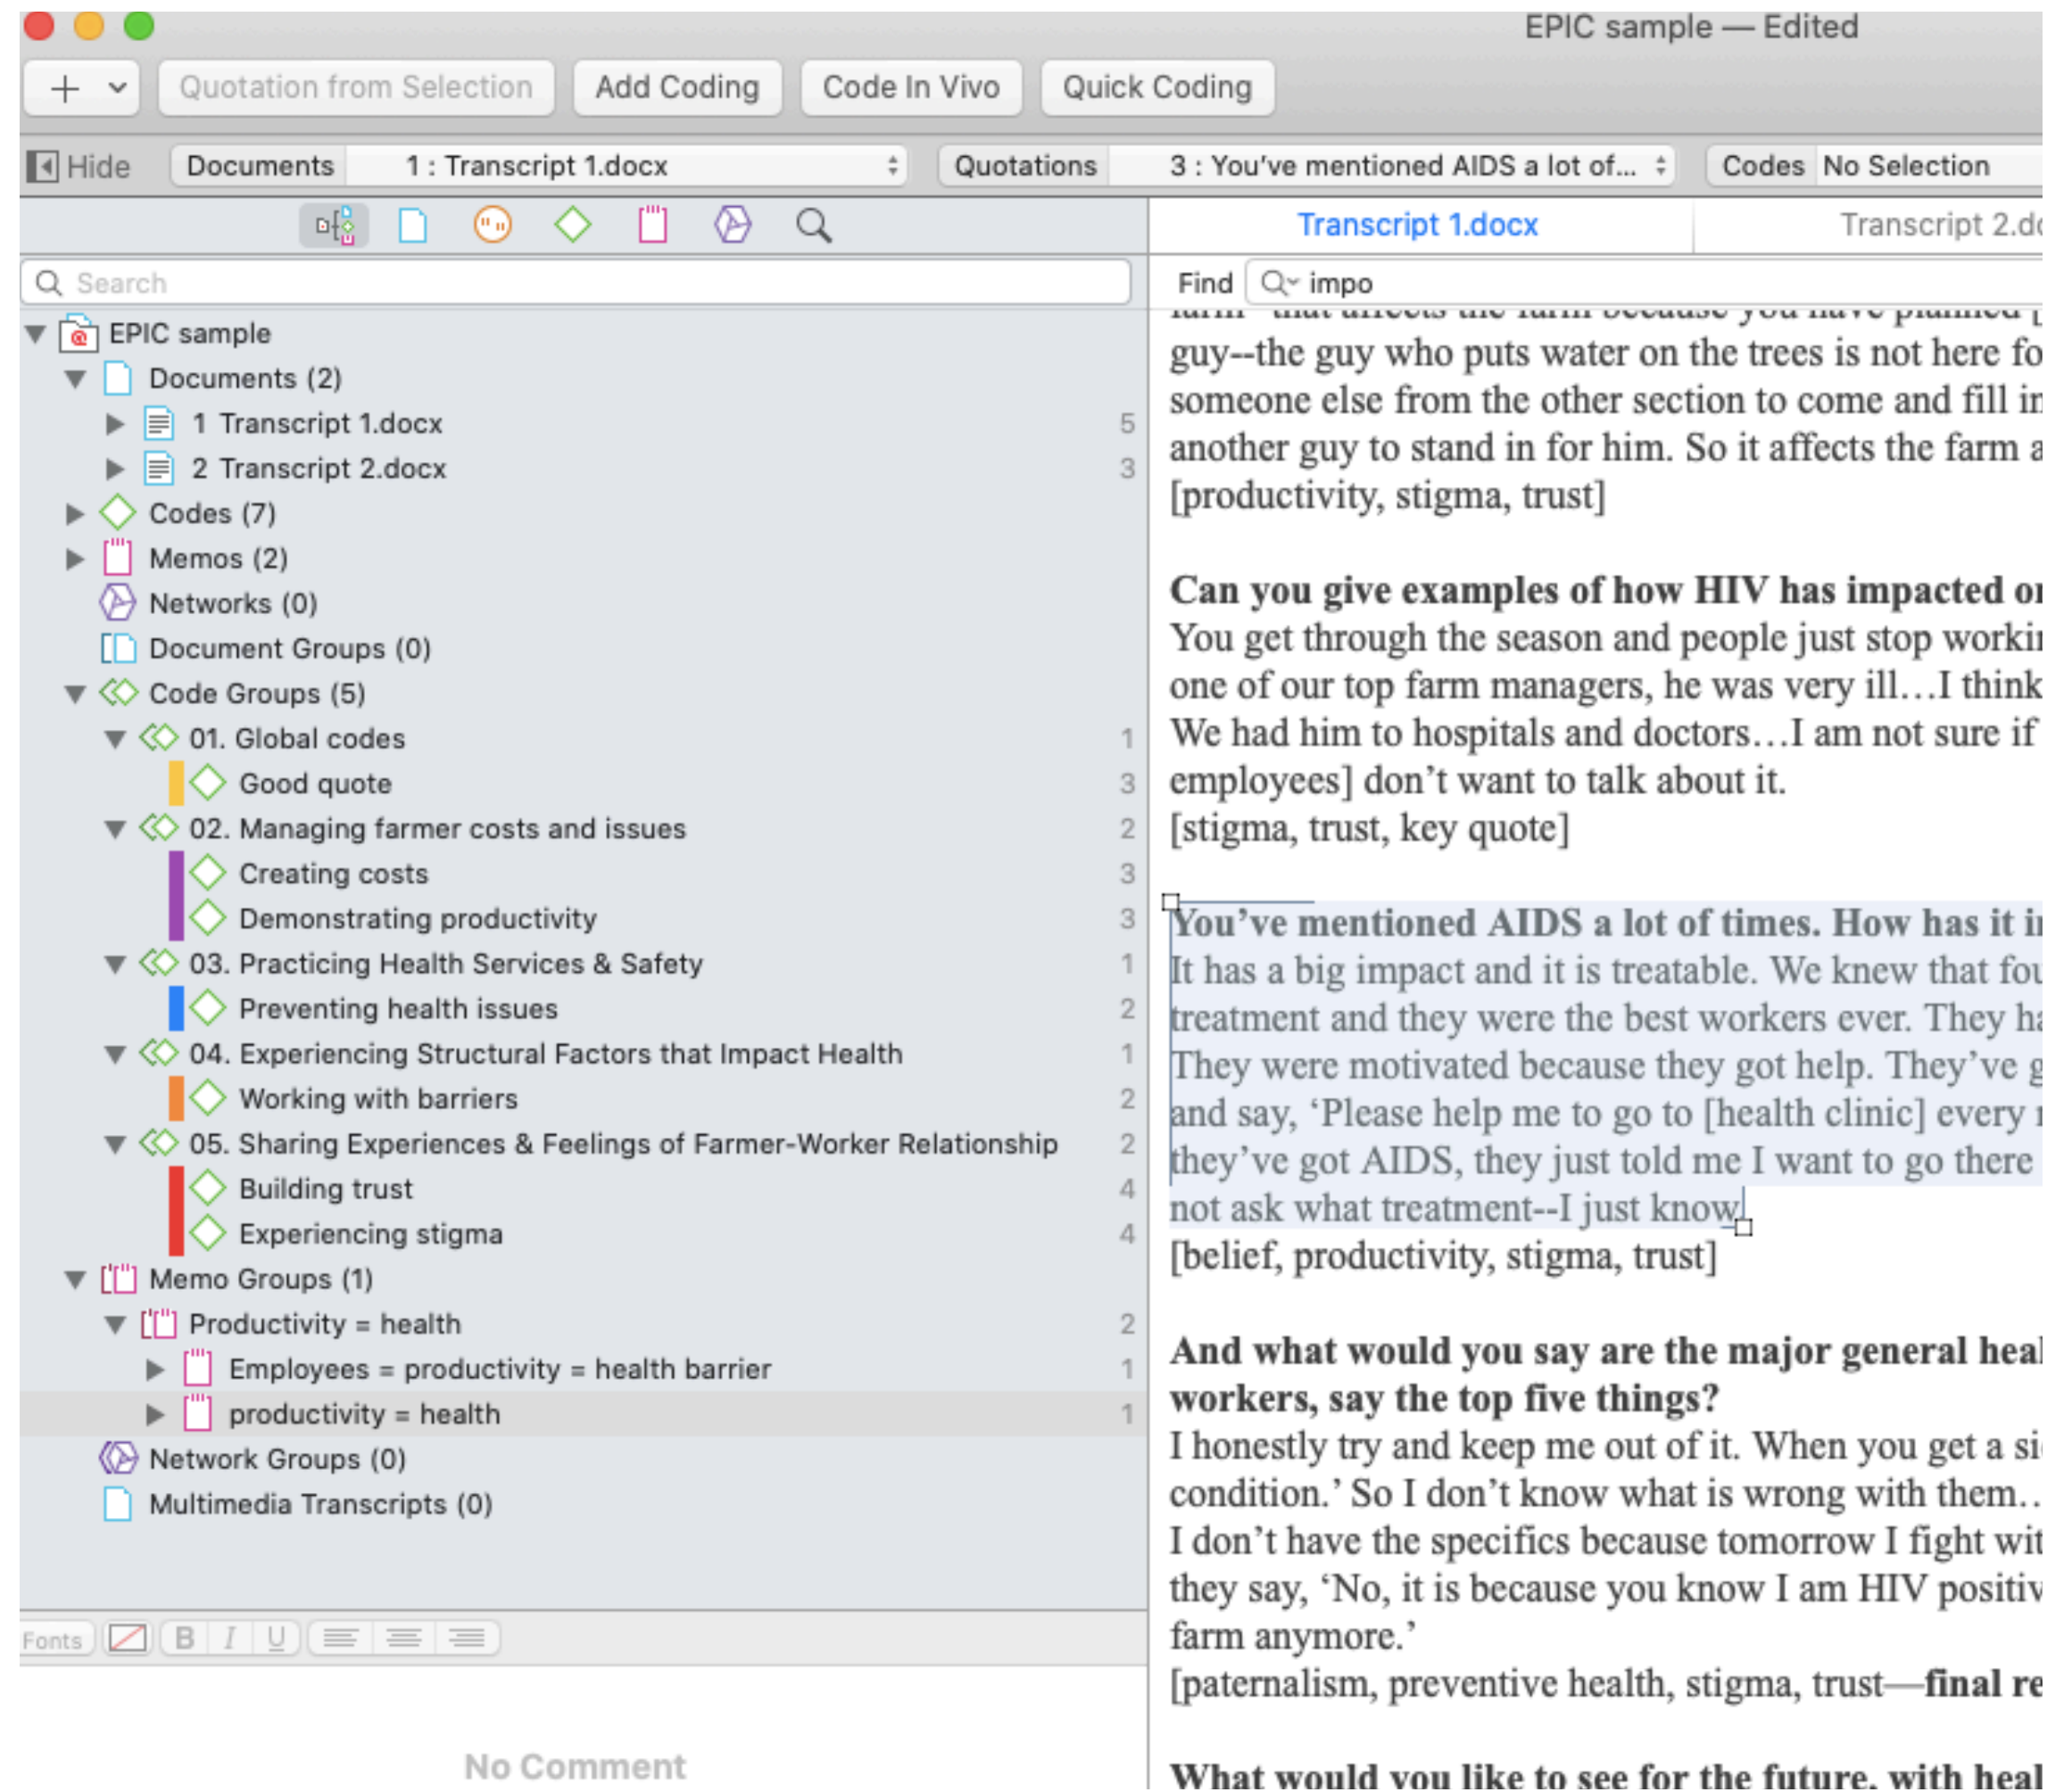 EPIC sample — Edited
Quotation from Selection
Add Coding
Code In Vivo
Quick Coding
Hide
Documents
1 : Transcript 1.docx
Quotations
3 : You’ve mentioned AIDS a lot of...
Codes
No Selection
Search
EPIC sample
Documents (2)
1 Transcript 1.docx 5
2 Transcript 2.docx 3
Codes (7)
Memos (2)
Networks (0)
Document Groups (0)
Code Groups (5)
01. Global codes 1
Good quote 3
02. Managing farmer costs and issues 2
Creating costs 3
Demonstrating productivity 3
03. Practicing Health Services & Safety 1
Preventing health issues 2
04. Experiencing Structural Factors that Impact Health 1
Working with barriers 2
05. Sharing Experiences & Feelings of Farmer-Worker Relationship 2
Building trust 4
Experiencing stigma 4
Memo Groups (1)
Productivity = health 2
Employees = productivity = health barrier 1
productivity = health 1
Network Groups (0)
Multimedia Transcripts (0)
Fonts
B I U
No Comment
Transcript 1.docx
Transcript 2.do
Find impo
farm--that affects the farm because you have planned [
guy--the guy who puts water on the trees is not here fo
someone else from the other section to come and fill in
another guy to stand in for him. So it affects the farm a
[productivity, stigma, trust]
Can you give examples of how HIV has impacted on
You get through the season and people just stop workin
one of our top farm managers, he was very ill…I think
We had him to hospitals and doctors…I am not sure if
employees] don’t want to talk about it.
[stigma, trust, key quote]
You’ve mentioned AIDS a lot of times. How has it in
It has a big impact and it is treatable. We knew that fou
treatment and they were the best workers ever. They ha
They were motivated because they got help. They’ve g
and say, ‘Please help me to go to [health clinic] every
they’ve got AIDS, they just told me I want to go there
not ask what treatment--I just know
[belief, productivity, stigma, trust]
And what would you say are the major general heal
workers, say the top five things?
I honestly try and keep me out of it. When you get a si
condition.’ So I don’t know what is wrong with them..
I don’t have the specifics because tomorrow I fight wit
they say, ‘No, it is because you know I am HIV positiv
farm anymore.’
[paternalism, preventive health, stigma, trust—final re
What would you like to see for the future, with heal